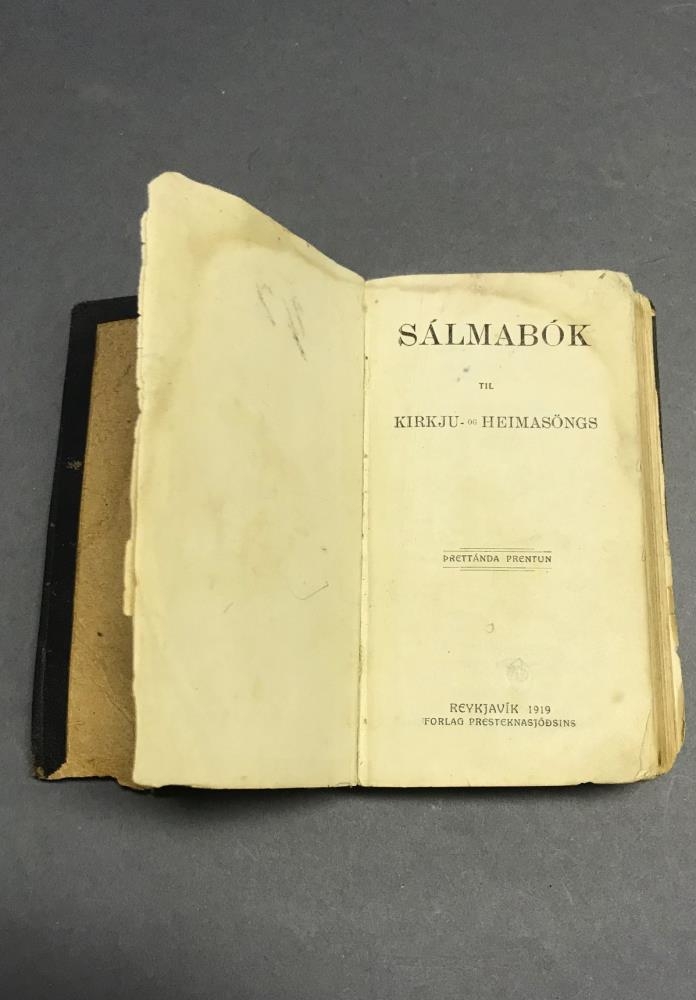 SÁLMABÓK
TIL
KIRKJU- OG HEIMASÖNGS
ÞRETTÁNDA PRENTUN
REYKJAVÍK 1919
FORLAG PRESTEKNASJÓÐSINS